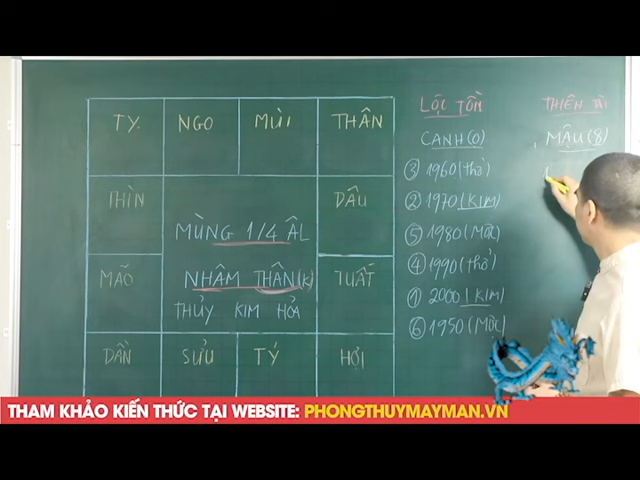 TỴ NGO MÙI THÂN
THÌN DẬU
MÙNG 1/4 ÂL
MÃO NHÂM THÂN(K) TUẤT
THỦY KIM HỎA
DẦN SỬU TÝ HỢI
LỘC TỒN
CANH(0)
③ 1960(thổ)
② 1970(KIM)
⑤ 1980(MỘC)
④ 1990(thổ)
① 2000(KIM)
⑥ 1950(MỘC)
THIÊN TÀI
MẬU(8)
THAM KHẢO KIẾN THỨC TẠI WEBSITE: PHONGTHUYMAYMAN.VN